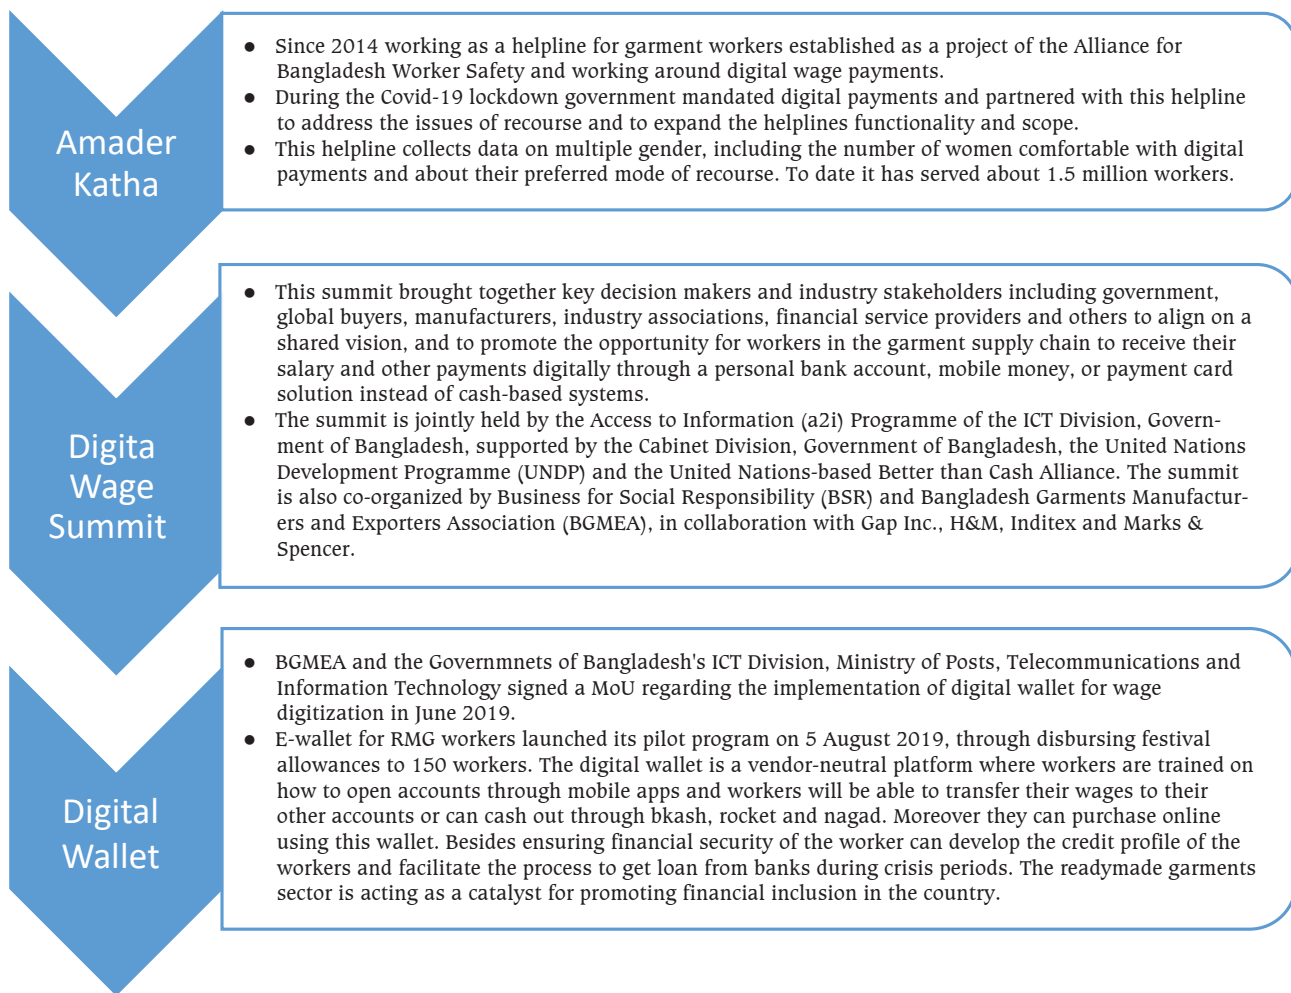 Amader
Katha
● Since 2014 working as a helpline for garment workers established as a project of the Alliance for
Bangladesh Worker Safety and working around digital wage payments.
● During the Covid-19 lockdown government mandated digital payments and partnered with this helpline
to address the issues of recourse and to expand the helplines functionality and scope.
● This helpline collects data on multiple gender, including the number of women comfortable with digital
payments and about their preferred mode of recourse. To date it has served about 1.5 million workers.
Digita
Wage
Summit
● This summit brought together key decision makers and industry stakeholders including government,
global buyers, manufacturers, industry associations, financial service providers and others to align on a
shared vision, and to promote the opportunity for workers in the garment supply chain to receive their
salary and other payments digitally through a personal bank account, mobile money, or payment card
solution instead of cash-based systems.
● The summit is jointly held by the Access to Information (a2i) Programme of the ICT Division, Govern-
ment of Bangladesh, supported by the Cabinet Division, Government of Bangladesh, the United Nations
Development Programme (UNDP) and the United Nations-based Better than Cash Alliance. The summit
is also co-organized by Business for Social Responsibility (BSR) and Bangladesh Garments Manufactur-
ers and Exporters Association (BGMEA), in collaboration with Gap Inc., H&M, Inditex and Marks &
Spencer.
Digital
Wallet
● BGMEA and the Governmnets of Bangladesh's ICT Division, Ministry of Posts, Telecommunications and
Information Technology signed a MoU regarding the implementation of digital wallet for wage
digitization in June 2019.
● E-wallet for RMG workers launched its pilot program on 5 August 2019, through disbursing festival
allowances to 150 workers. The digital wallet is a vendor-neutral platform where workers are trained on
how to open accounts through mobile apps and workers will be able to transfer their wages to their
other accounts or can cash out through bkash, rocket and nagad. Moreover they can purchase online
using this wallet. Besides ensuring financial security of the worker can develop the credit profile of the
workers and facilitate the process to get loan from banks during crisis periods. The readymade garments
sector is acting as a catalyst for promoting financial inclusion in the country.